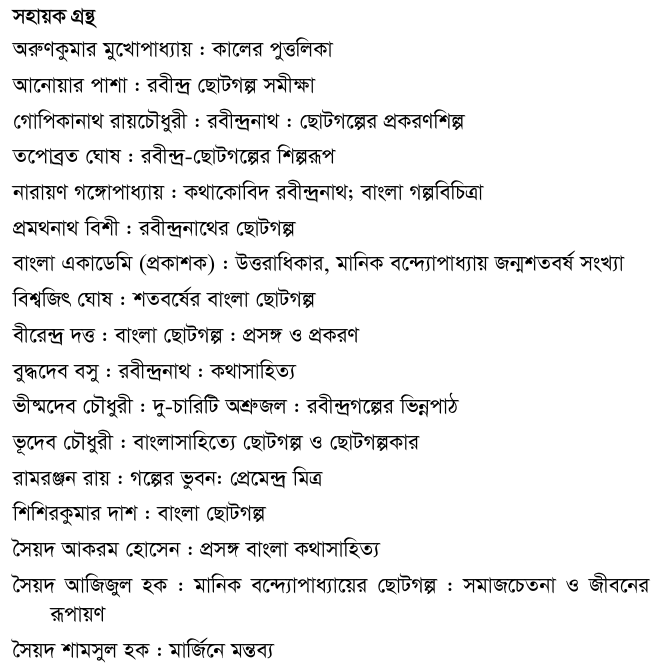 সহায়ক গ্রন্থ
অরুণকুমার মুখোপাধ্যায় : কালের পুত্তলিকা
আনোয়ার পাশা : রবীন্দ্র ছোটগল্প সমীক্ষা
গোপিকানাথ রায়চৌধুরী : রবীন্দ্রনাথ : ছোটগল্পের প্রকরণশিল্প
তপোব্রত ঘোষ : রবীন্দ্র-ছোটগল্পের শিল্পরূপ
নারায়ণ গঙ্গোপাধ্যায় : কথাকোবিদ রবীন্দ্রনাথ; বাংলা গল্পবিচিত্রা
প্রমথনাথ বিশী : রবীন্দ্রনাথের ছোটগল্প
বাংলা একাডেমি (প্রকাশক) : উত্তরাধিকার, মানিক বন্দ্যোপাধ্যায় জন্মশতবর্ষ সংখ্যা
বিশ্বজিৎ ঘোষ : শতবর্ষের বাংলা ছোটগল্প
বীরেন্দ্র দত্ত : বাংলা ছোটগল্প : প্রসঙ্গ ও প্রকরণ
বুদ্ধদেব বসু : রবীন্দ্রনাথ : কথাসাহিত্য
ভীষ্মদেব চৌধুরী : দু-চারিটি অশ্রুজল : রবীন্দ্রগল্পের ভিন্নপাঠ
ভূদেব চৌধুরী : বাংলাসাহিত্যে ছোটগল্প ও ছোটগল্পকার
রামরঞ্জন রায় : গল্পের ভুবন: প্রেমেন্দ্র মিত্র
শিশিরকুমার দাশ : বাংলা ছোটগল্প
সৈয়দ আকরম হোসেন : প্রসঙ্গ বাংলা কথাসাহিত্য
সৈয়দ আজিজুল হক : মানিক বন্দ্যোপাধ্যায়ের ছোটগল্প : সমাজচেতনা ও জীবনের
রূপায়ণ
সৈয়দ শামসুল হক : মার্জিনে মন্তব্য